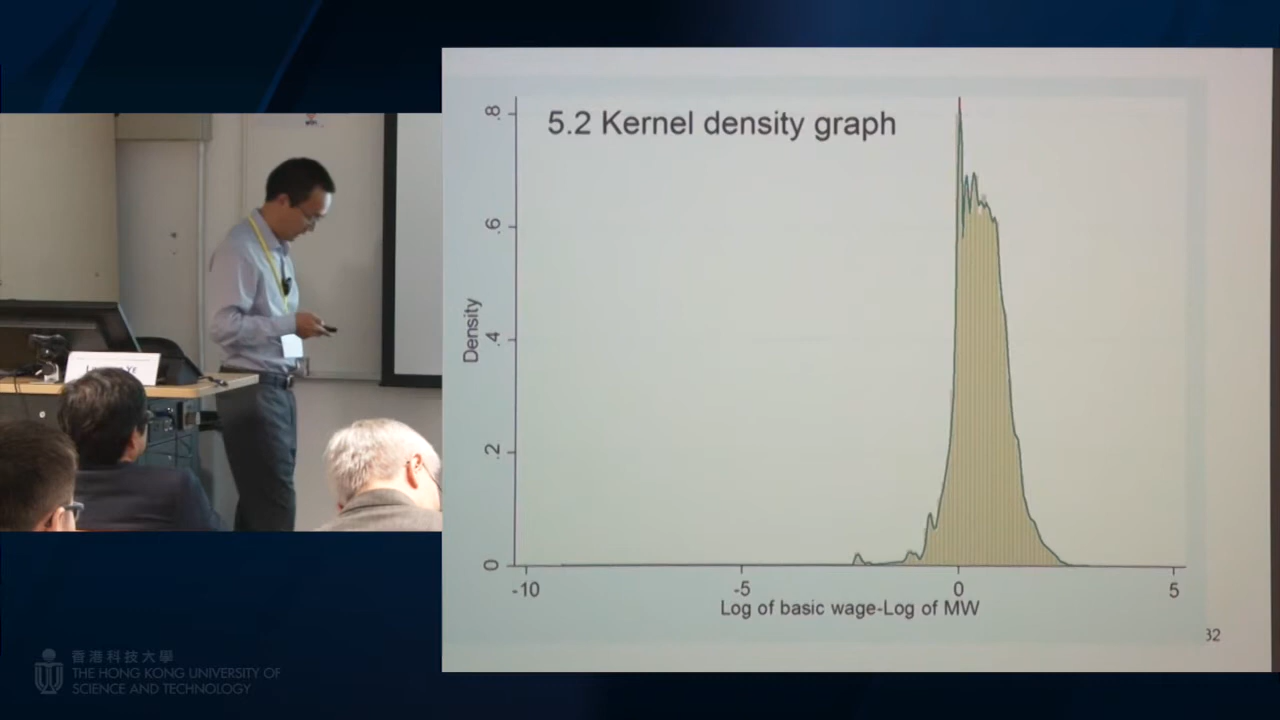 5.2 Kernel density graph
Density
.8
.6
.4
.2
0
-10
-5
0
5
Log of basic wage-Log of MW
32
香港科技大學
THE HONG KONG UNIVERSITY OF
SCIENCE AND TECHNOLOGY